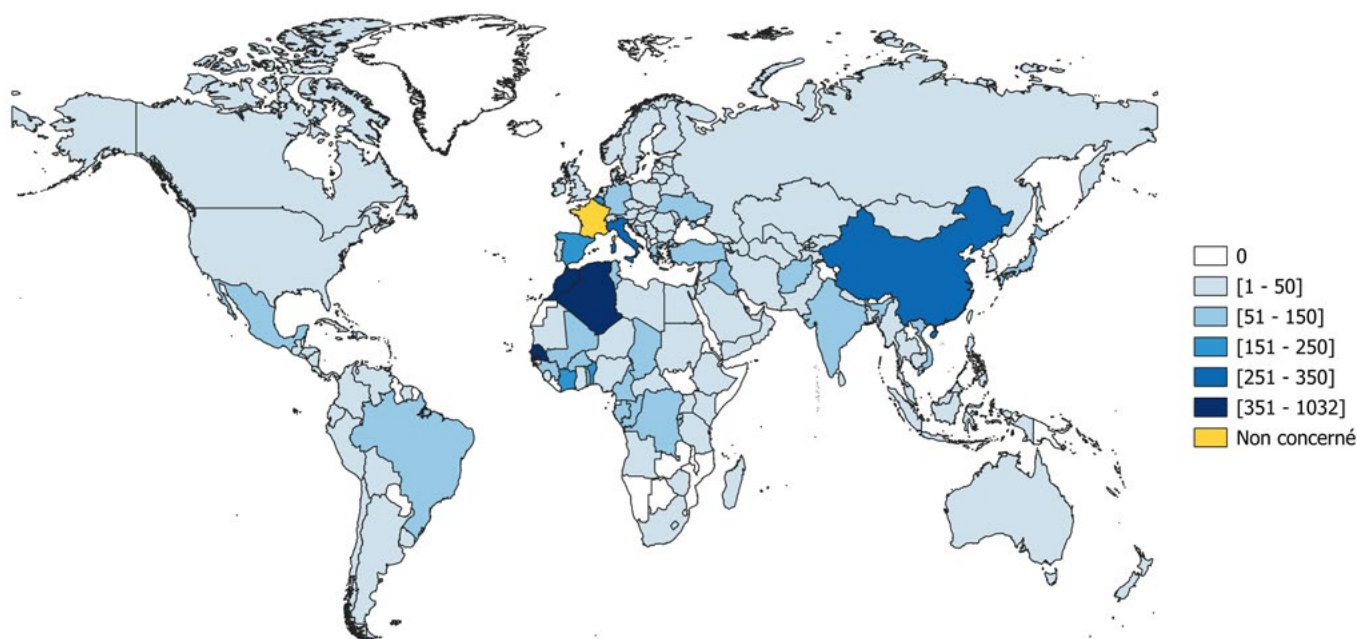 0
[1 - 50]
[51 - 150]
[151 - 250]
[251 - 350]
[351 - 1032]
Non concerné